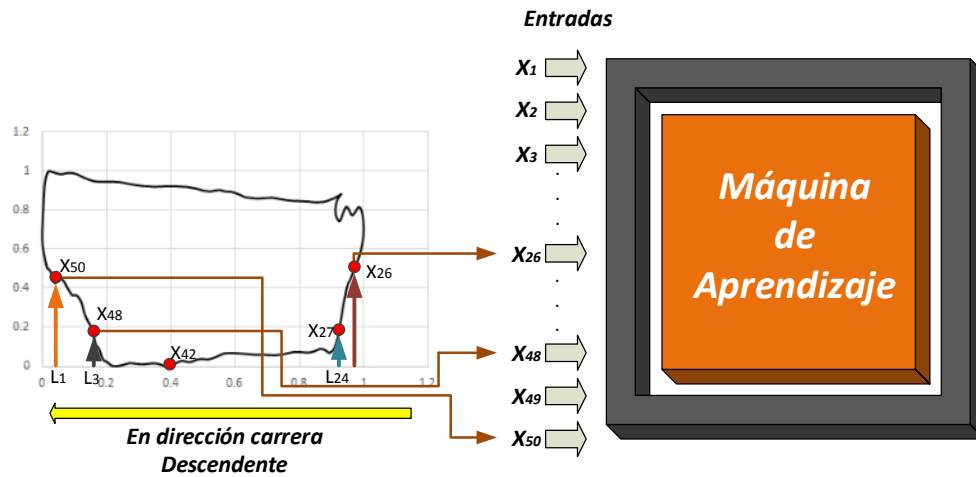 Entradas
X1
X2
X3
X26
X48
X49
X50
Máquina
de
Aprendizaje
1.2
1
0.8
0.6
0.4
0.2
0
X50
X48
X42
X26
X27
0 0.2 0.4 0.6 0.8 1 1.2
L1 L3 L24
En dirección carrera
Descendente